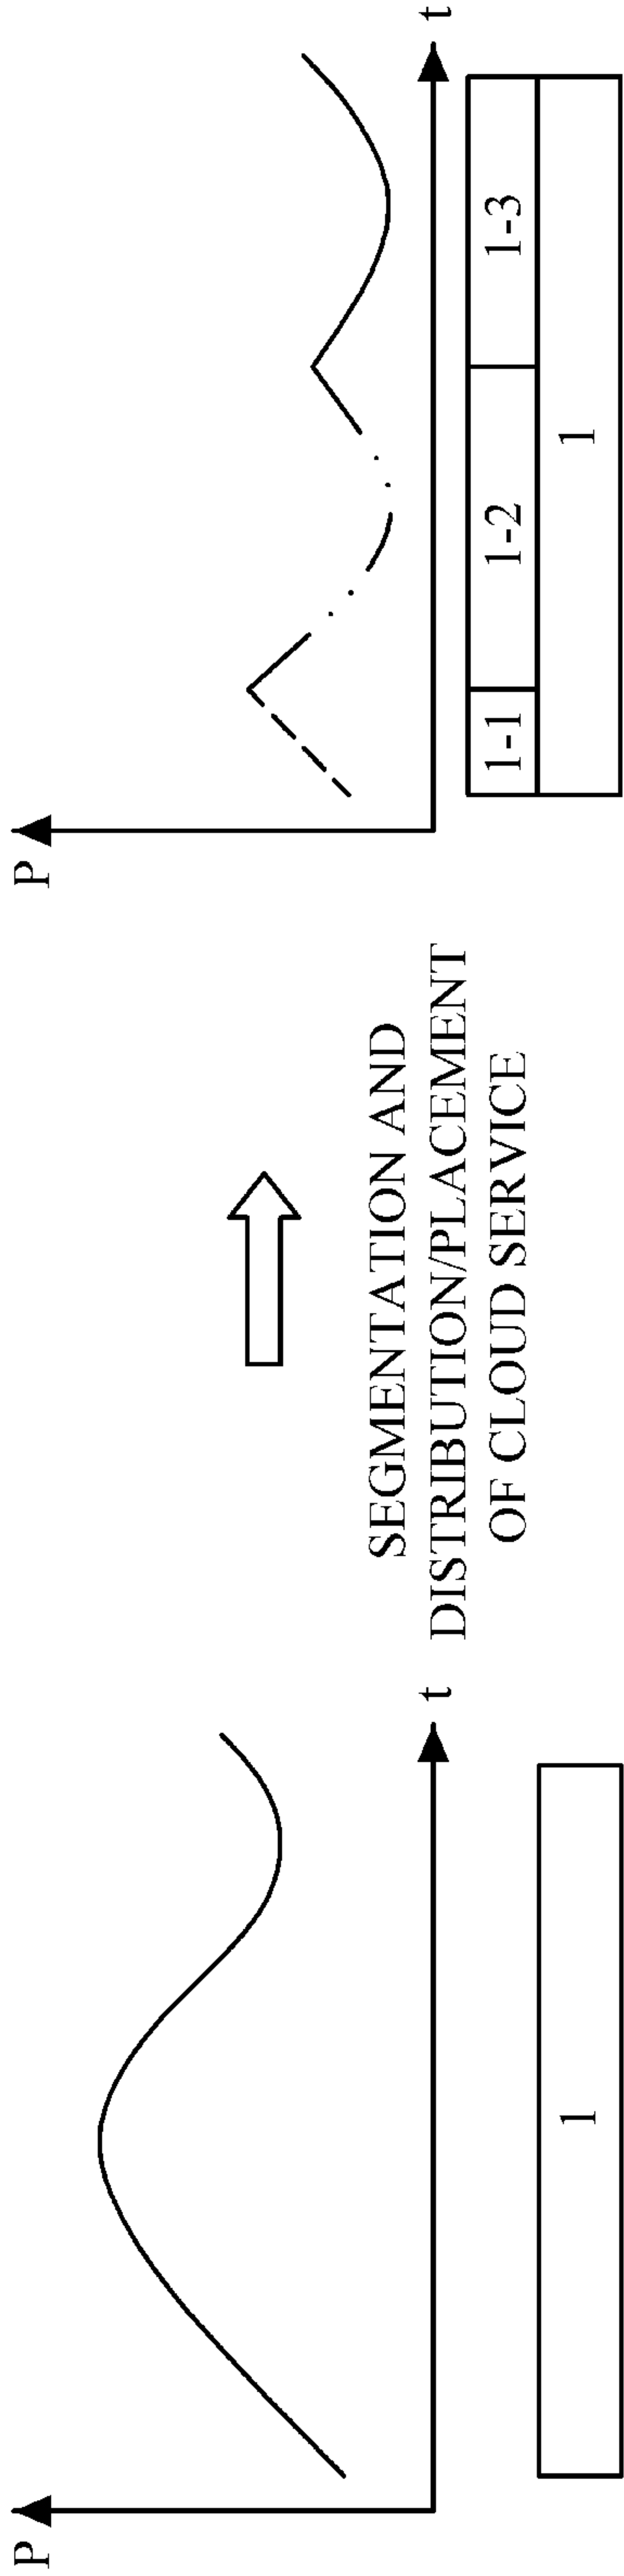 P
t
1
SEGMENTATION AND
DISTRIBUTION/PLACEMENT
OF CLOUD SERVICE
P
t
1-1 1-2 1-3
1